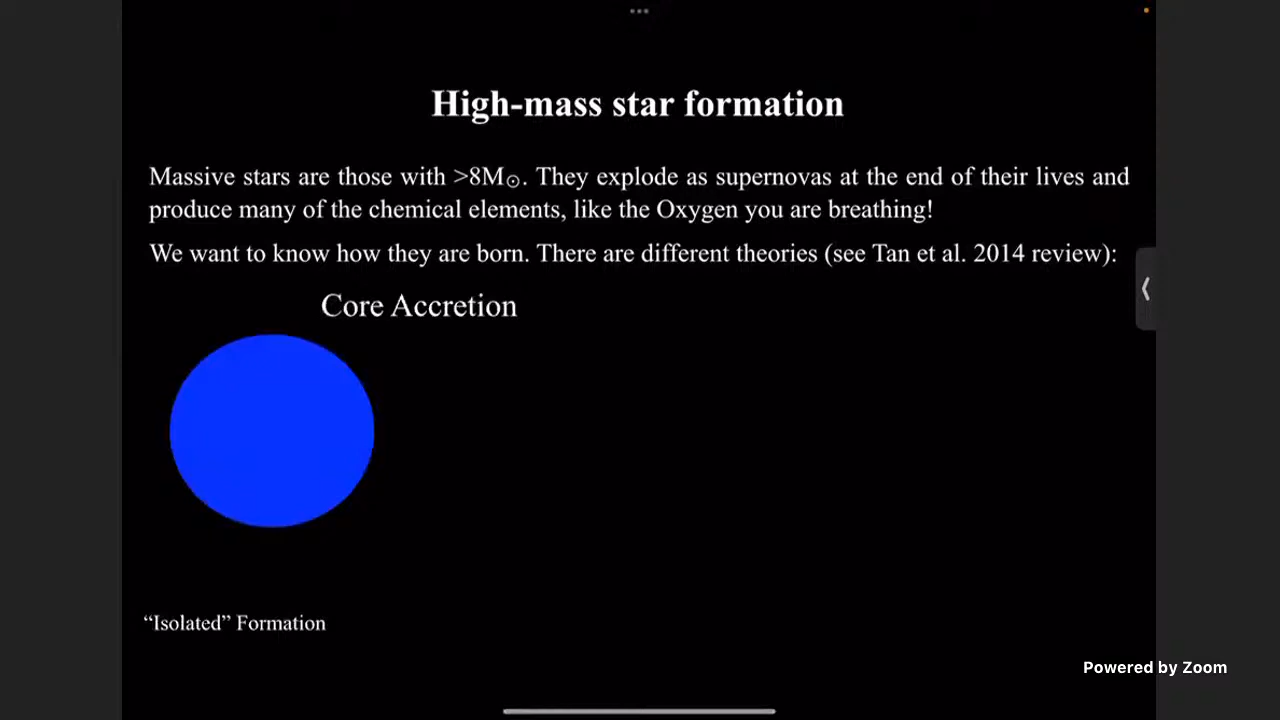 High-mass star formation
Massive stars are those with >8M☉. They explode as supernovas at the end of their lives and
produce many of the chemical elements, like the Oxygen you are breathing!
We want to know how they are born. There are different theories (see Tan et al. 2014 review):
Core Accretion
“Isolated” Formation
Powered by Zoom